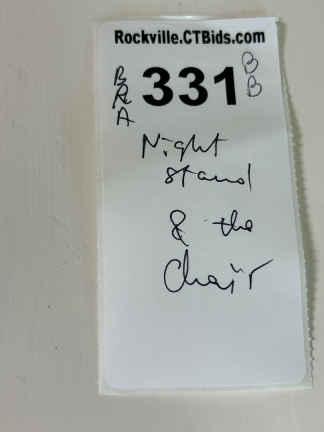 Rockville.CTBids.com
BRA 331 BB
Night
stand
& the
Chair